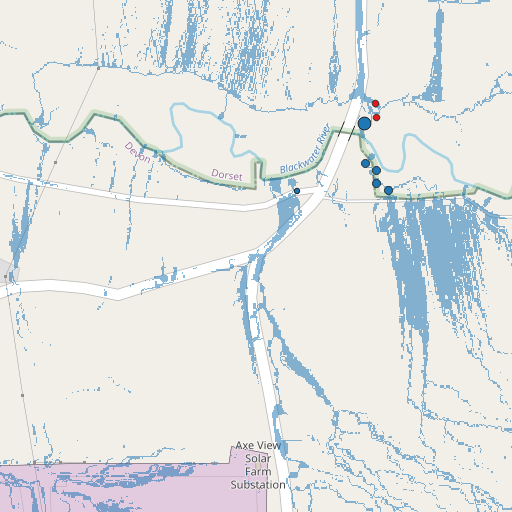 Blackwater River
Devon
Dorset
Axe View
Solar
Farm
Substation